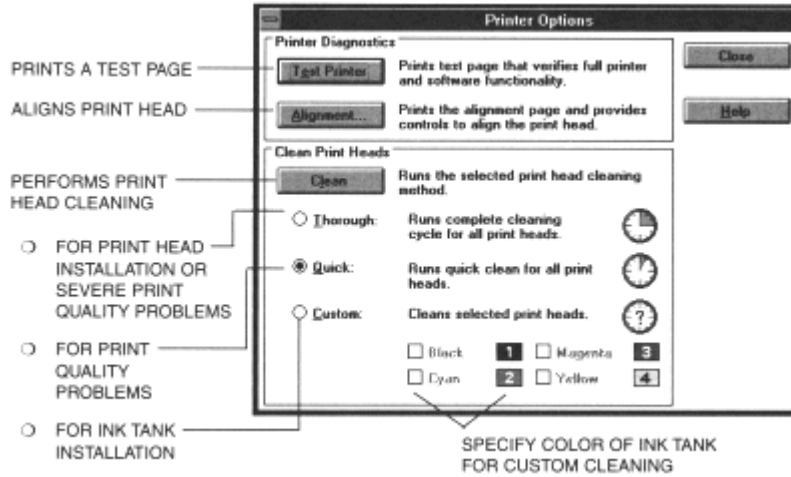 Printer Options
Printer Diagnostics
Test Printer
Prints test page that verifies full printer
and software functionality.
Close
PRINTS A TEST PAGE
Alignment...
Prints the alignment page and provides
controls to align the print head.
Help
ALIGNS PRINT HEAD
Clean Print Heads
Clean
Runs the selected print head cleaning
method.
PERFORMS PRINT
HEAD CLEANING
Thorough:
Runs complete cleaning
cycle for all print heads.
FOR PRINT HEAD
INSTALLATION OR
SEVERE PRINT
QUALITY PROBLEMS
Quick:
Runs quick clean for all print
heads.
FOR PRINT
QUALITY
PROBLEMS
Custom:
Cleans selected print heads.
?
Black 1 Magenta 3
Cyan 2 Yellow 4
FOR INK TANK
INSTALLATION
SPECIFY COLOR OF INK TANK
FOR CUSTOM CLEANING